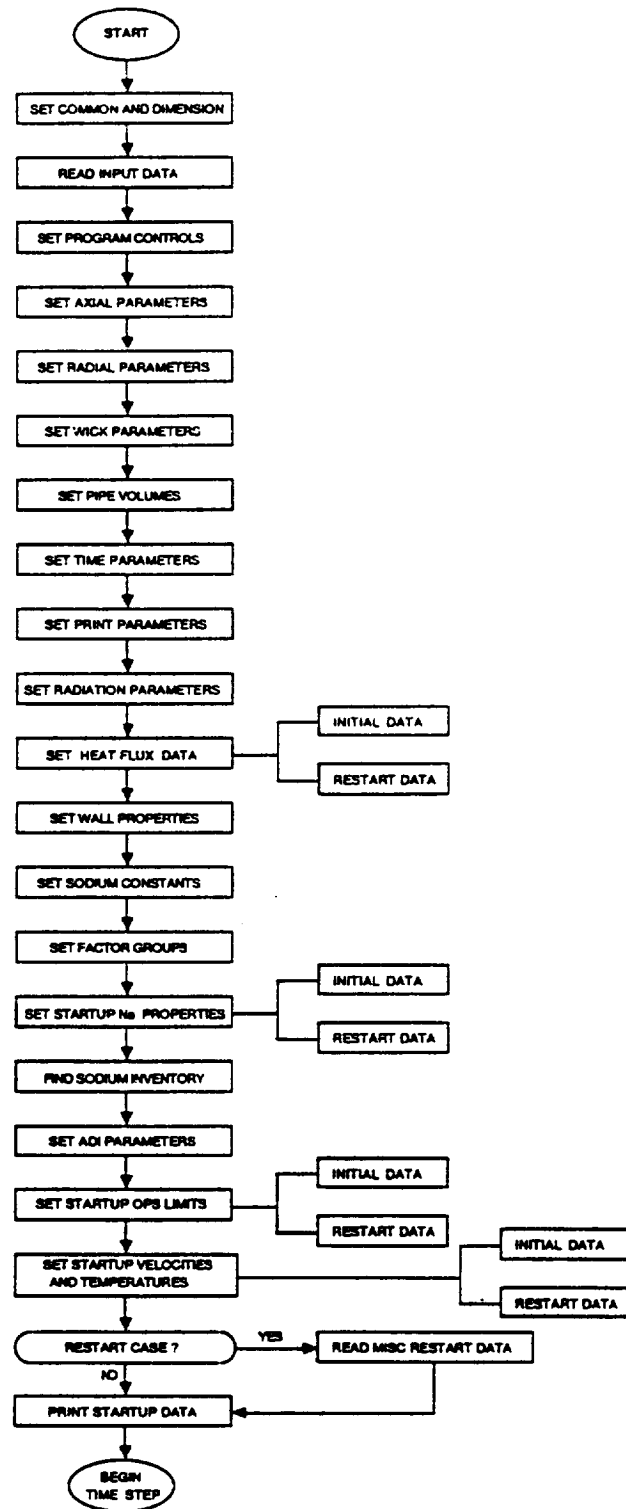 START
SET COMMON AND DIMENSION
READ INPUT DATA
SET PROGRAM CONTROLS
SET AXIAL PARAMETERS
SET RADIAL PARAMETERS
SET WICK PARAMETERS
SET PIPE VOLUMES
SET TIME PARAMETERS
SET PRINT PARAMETERS
SET RADIATION PARAMETERS
INITIAL DATA
SET HEAT FLUX DATA
RESTART DATA
SET WALL PROPERTIES
SET SODIUM CONSTANTS
SET FACTOR GROUPS
INITIAL DATA
SET STARTUP Na PROPERTIES
RESTART DATA
FIND SODIUM INVENTORY
SET ADI PARAMETERS
INITIAL DATA
SET STARTUP OPS LIMITS
RESTART DATA
INITIAL DATA
SET STARTUP VELOCITIES
AND TEMPERATURES
RESTART DATA
RESTART CASE ?
YES
READ MISC RESTART DATA
NO
PRINT STARTUP DATA
BEGIN
TIME STEP